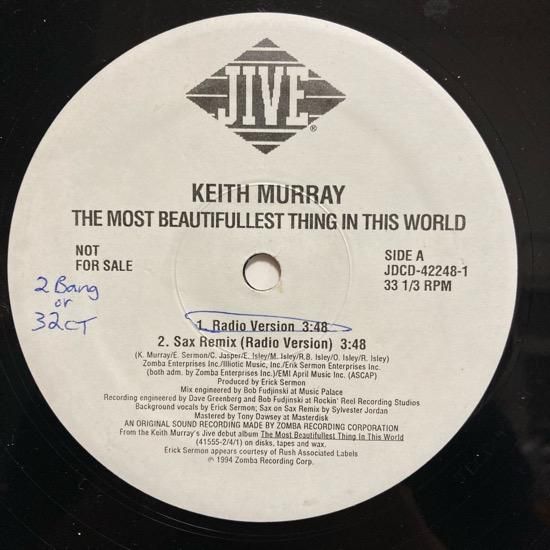 JIVE®
KEITH MURRAY
THE MOST BEAUTIFULLEST THING IN THIS WORLD
NOT
FOR SALE
SIDE A
JDCD-42248-1
33 1/3 RPM
2 Bang
or
32CT
1. Radio Version 3:48
2. Sax Remix (Radio Version) 3:48
(K. Murray/E. Sermon/C. Jasper/E. Isley/M. Isley/R.B. Isley/O. Isley/R. Isley)
Zomba Enterprises Inc./Illiotic Music, Inc./Erik Sermon Enterprises Inc.
(both adm. by Zomba Enterprises Inc.)/EMI April Music Inc. (ASCAP)
Produced by Erick Sermon
Mix engineered by Bob Fudjinski at Music Palace
Recording engineered by Dave Greenberg and Bob Fudjinski at Rockin' Reel Recording Studios
Background vocals by Erick Sermon; Sax on Sax Remix by Sylvester Jordan
Mastered by Tony Dawsey at Masterdisk
AN ORIGINAL SOUND RECORDING MADE BY ZOMBA RECORDING CORPORATION
From the Keith Murray's Jive debut album The Most Beautifullest Thing In This World
(41555-2/4/1) on disks, tapes and wax.
Erick Sermon appears courtesy of Rush Associated Labels
℗ 1994 Zomba Recording Corp.